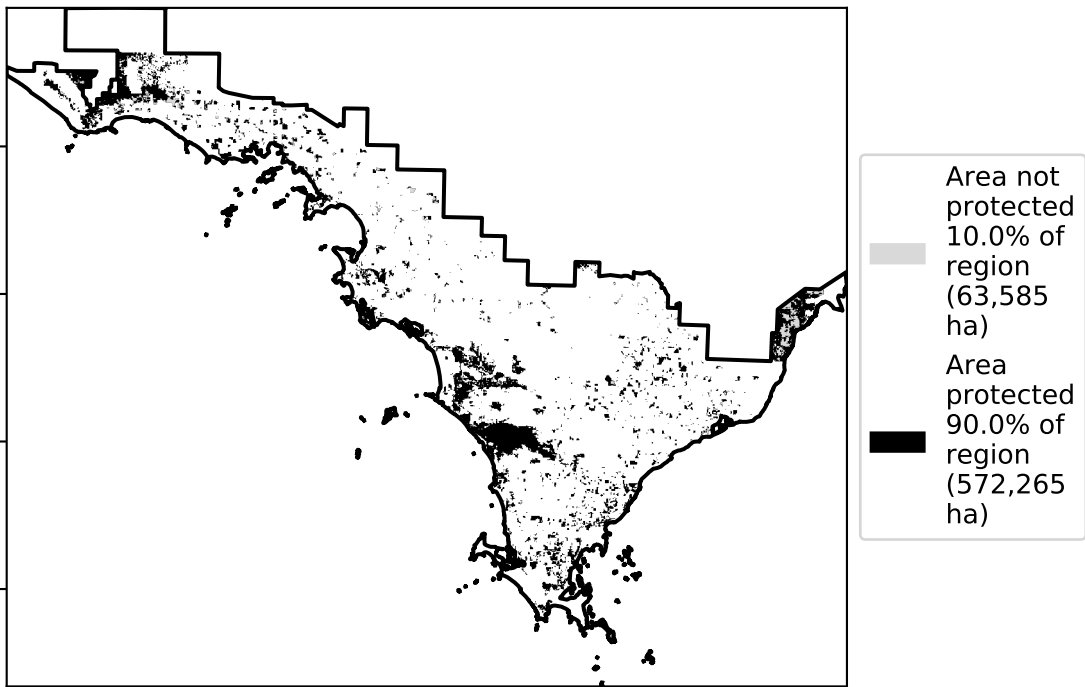 Area not
protected
10.0% of
region
(63,585
ha)
Area
protected
90.0% of
region
(572,265
ha)